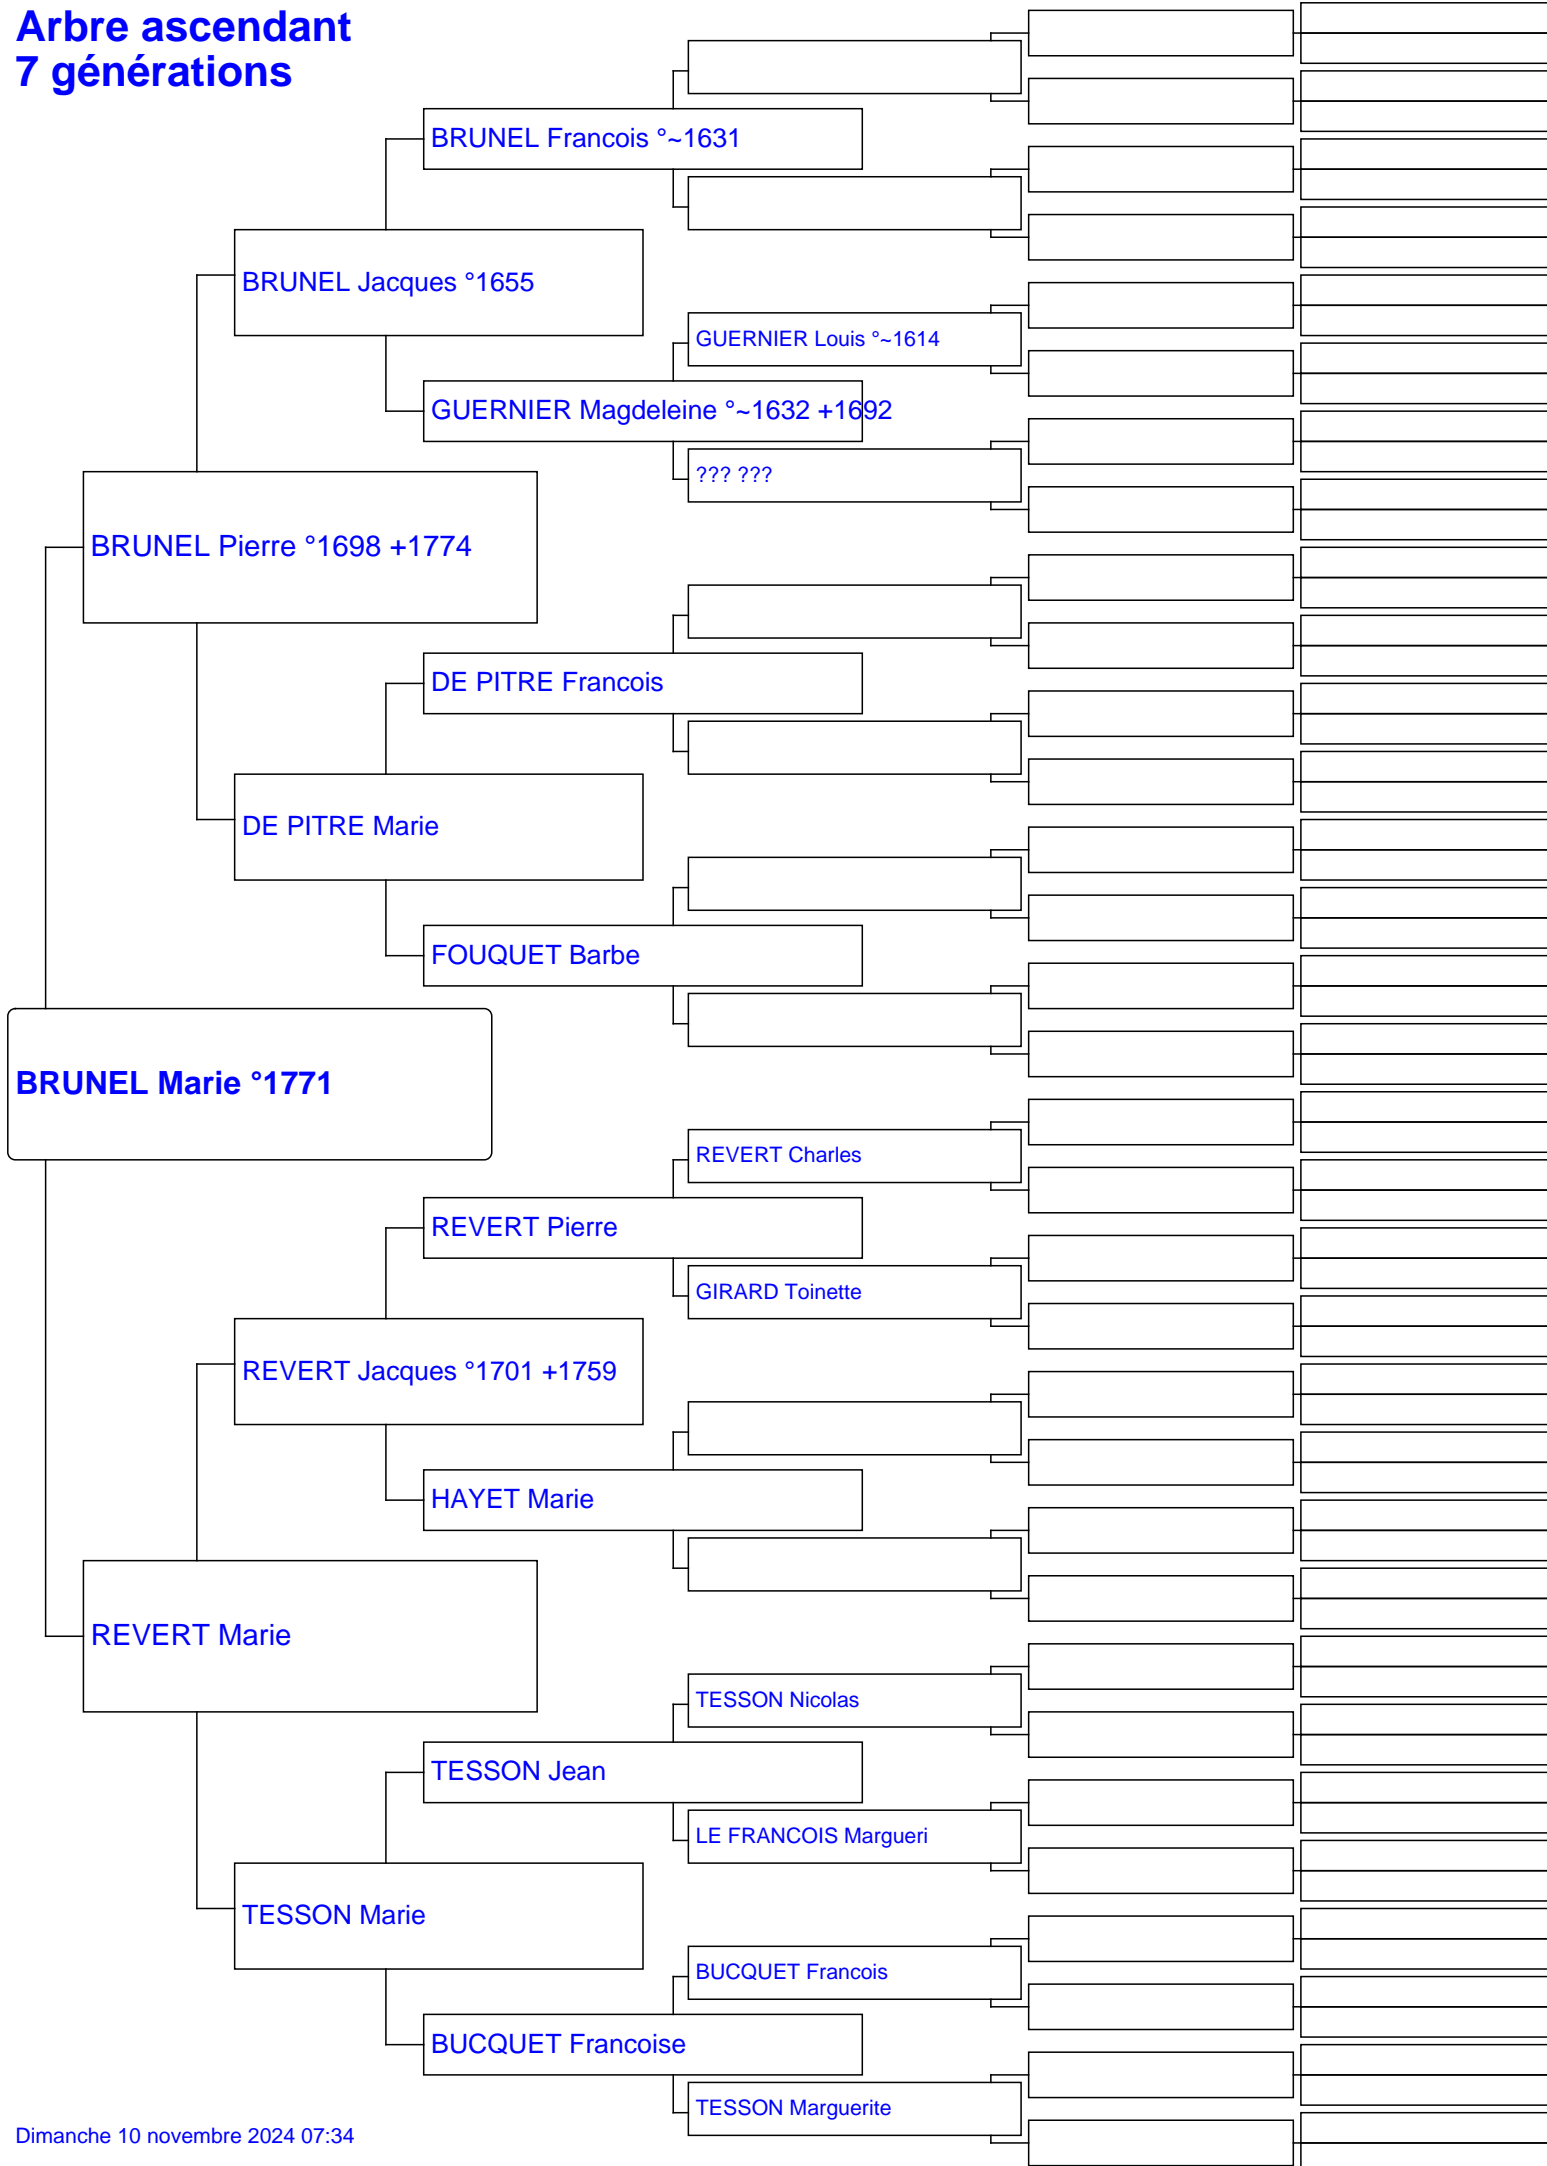 Arbre ascendant
7 générations
BRUNEL Francois °~1631
BRUNEL Jacques °1655
GUERNIER Louis °~1614
GUERNIER Magdeleine °~1632 +1692
??? ???
BRUNEL Pierre °1698 +1774
DE PITRE Francois
DE PITRE Marie
FOUQUET Barbe
BRUNEL Marie °1771
REVERT Charles
REVERT Pierre
GIRARD Toinette
REVERT Jacques °1701 +1759
HAYET Marie
REVERT Marie
TESSON Nicolas
TESSON Jean
LE FRANCOIS Margueri
TESSON Marie
BUCQUET Francois
BUCQUET Francoise
TESSON Marguerite
Dimanche 10 novembre 2024 07:34